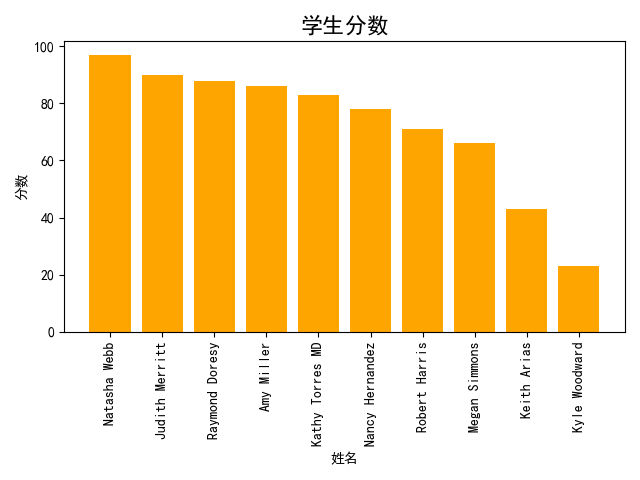 学生分数
100
80
60
40
20
0
分数
Natasha Webb
Judith Merritt
Raymond Doresy
Amy Miller
Kathy Torres MD
Nancy Hernandez
Robert Harris
Megan Simmons
Keith Arias
Kyle Woodward
姓名